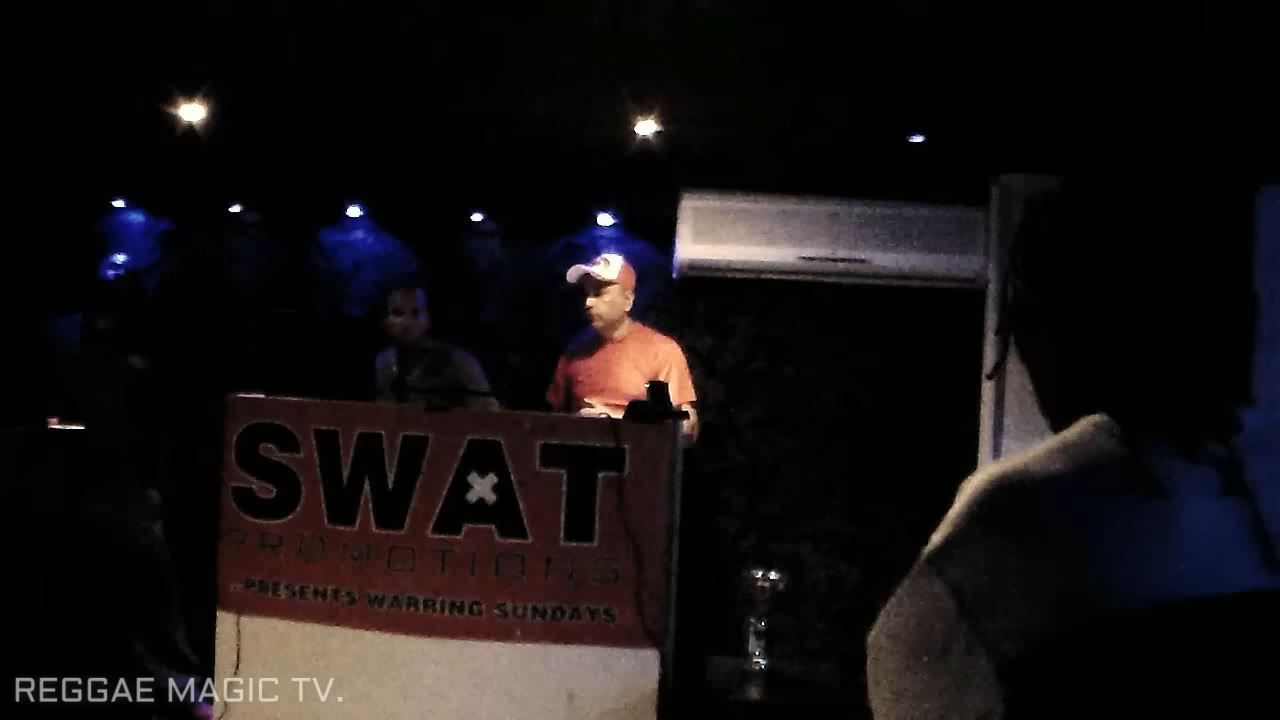 SWAT
PROMOTIONS
PRESENTS WARRING SUNDAYS
REGGAE MAGIC TV.